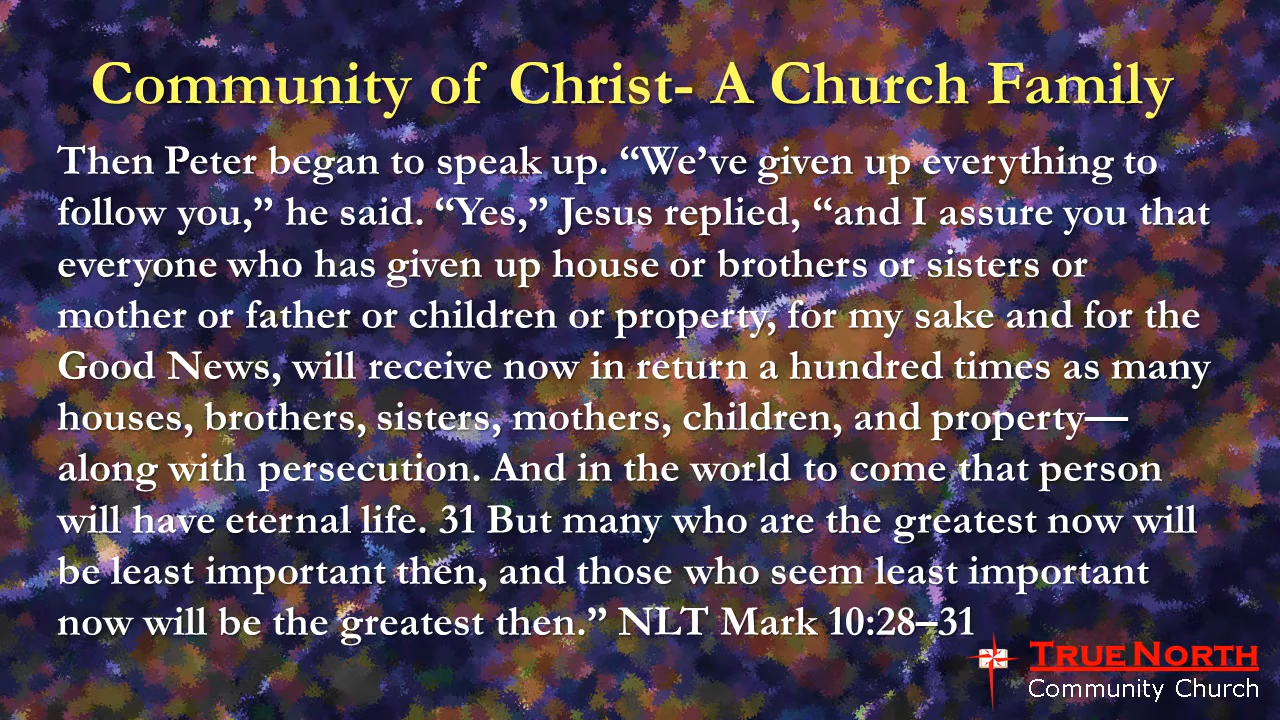 Community of Christ- A Church Family
Then Peter began to speak up. “We’ve given up everything to
follow you,” he said. “Yes,” Jesus replied, “and I assure you that
everyone who has given up house or brothers or sisters or
mother or father or children or property, for my sake and for the
Good News, will receive now in return a hundred times as many
houses, brothers, sisters, mothers, children, and property—
along with persecution. And in the world to come that person
will have eternal life. 31 But many who are the greatest now will
be least important then, and those who seem least important
now will be the greatest then.” NLT Mark 10:28–31
TRUE NORTH
Community Church